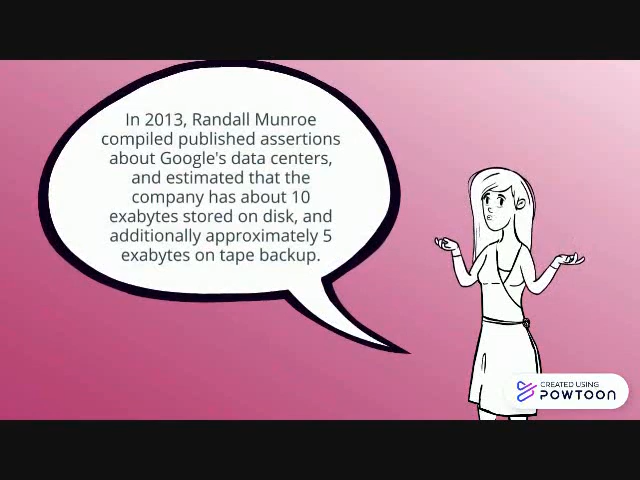 In 2013, Randall Munroe
compiled published assertions
about Google's data centers,
and estimated that the
company has about 10
exabytes stored on disk, and
additionally approximately 5
exabytes on tape backup.
CREATED USING
POWTOON